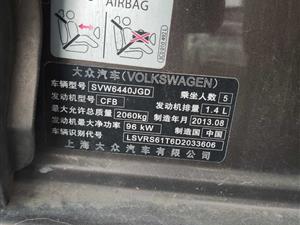 AIRBAG
大众汽车(VOLKSWAGEN)
车辆型号 SVW6440JGD 乘坐人数 5
发动机型号 CFB 发动机排量 1.4 L
最大允许总质量 2060kg 制造年月 2013.08
发动机最大净功率 96 kW 制造国 中国
车辆识别代号 LSVRS61T6D2033606
上海大众汽车有限公司